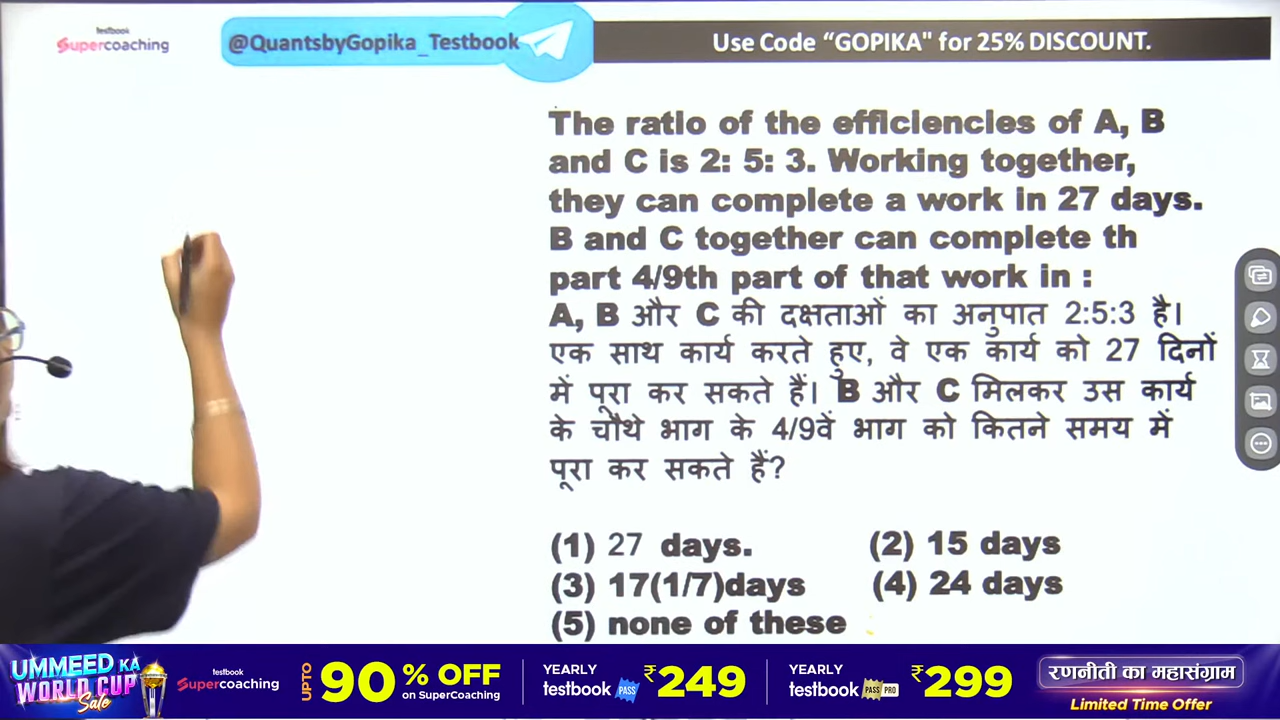 testbook
Supercoaching
@QuantsbyGopika_Testbook
Use Code “GOPIKA" for 25% DISCOUNT.
The ratio of the efficiencies of A, B
and C is 2: 5: 3. Working together,
they can complete a work in 27 days.
B and C together can complete th
part 4/9th part of that work in :
A, B और C की दक्षताओं का अनुपात 2:5:3 है।
एक साथ कार्य करते हुए, वे एक कार्य को 27 दिनों
में पूरा कर सकते हैं। B और C मिलकर उस कार्य
के चौथे भाग के 4/9वें भाग को कितने समय में
पूरा कर सकते हैं?
(1) 27 days.
(2) 15 days
(3) 17(1/7)days
(4) 24 days
(5) none of these
UMMEED KA
WORLD CUP
Sale
testbook
Supercoaching
UPTO
90% OFF
on SuperCoaching
YEARLY
testbook PASS
₹249
YEARLY
testbook PASS PRO
₹299
रणनीती का महासंग्राम
Limited Time Offer